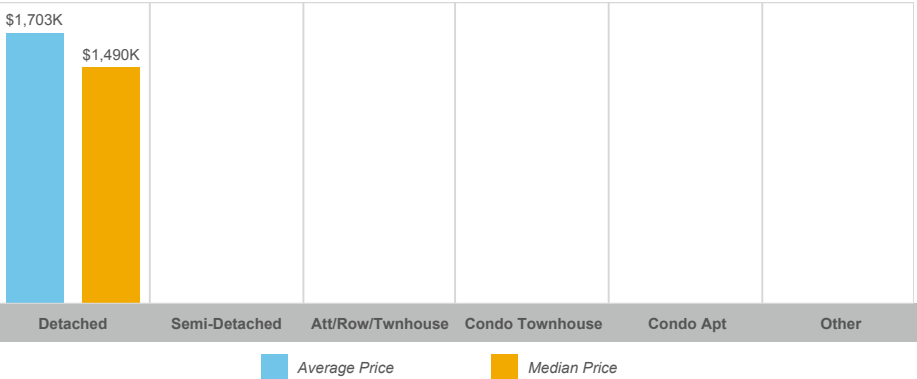 $1,703K
$1,490K
Detached Semi-Detached Att/Row/Twnhouse Condo Townhouse Condo Apt Other
Average Price Median Price